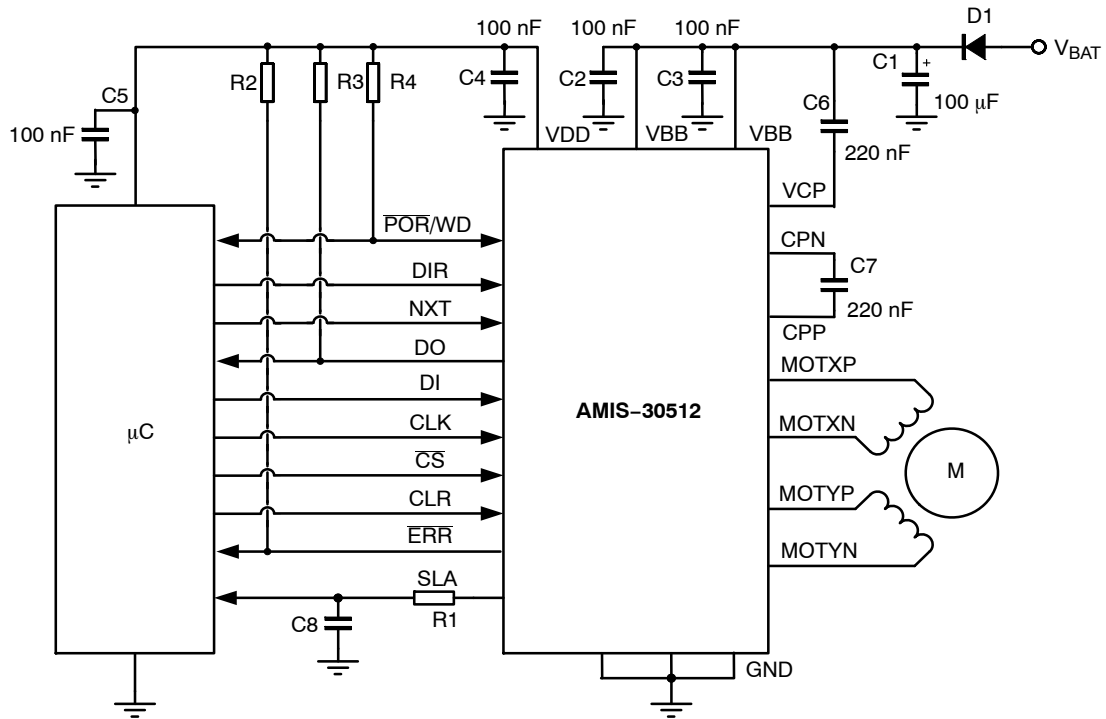 100 nF 100 nF 100 nF D1
VBAT
C5 R2 R3 R4 C4 C2 C3 C1 +
100 nF C6 100 μF
VDD VBB VBB 220 nF
VCP
POR/WD CPN
DIR C7
NXT 220 nF
CPP
DO MOTXP
DI
μC CLK AMIS−30512 MOTXN
CS M
CLR MOTYP
ERR MOTYN
SLA
C8 R1
GND